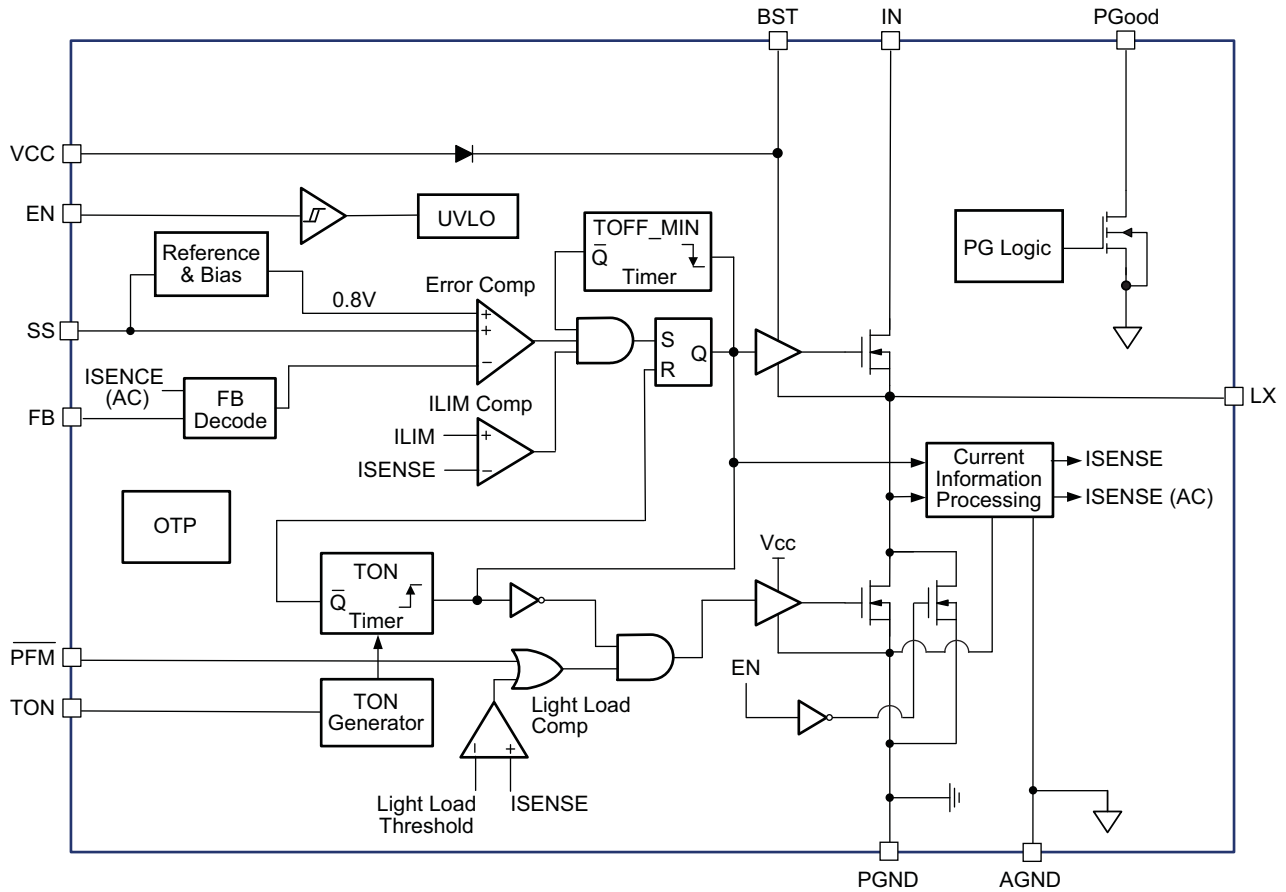 BST
IN
PGood
VCC
EN
UVLO
TOFF_MIN
Q̅
Timer
PG Logic
Reference
& Bias
Error Comp
0.8V
+
+
−
SS
S
R
Q
ISENCE
(AC)
FB
FB
Decode
ILIM Comp
ILIM
+
ISENSE
−
LX
Current
Information
Processing
ISENSE
ISENSE (AC)
OTP
Vcc
TON
Q̅
Timer
P̅F̅M̅
EN
TON
TON
Generator
Light Load
Comp
−
+
Light Load
Threshold
ISENSE
PGND
AGND